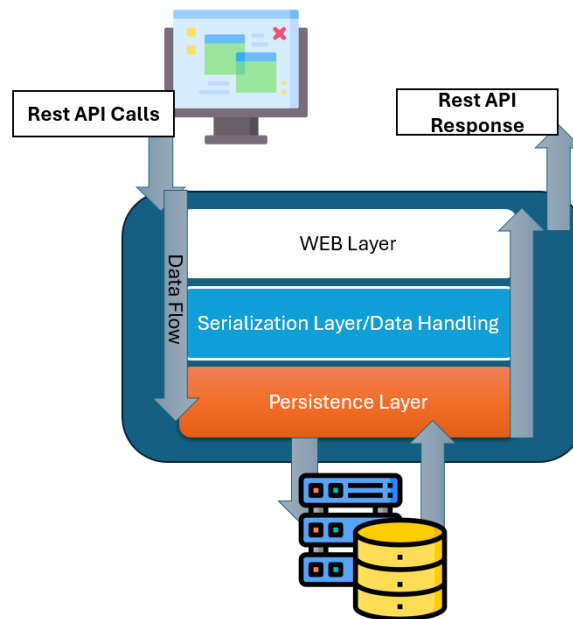 Rest API Calls
Rest API
Response
WEB Layer
Data Flow
Serialization Layer/Data Handling
Persistence Layer